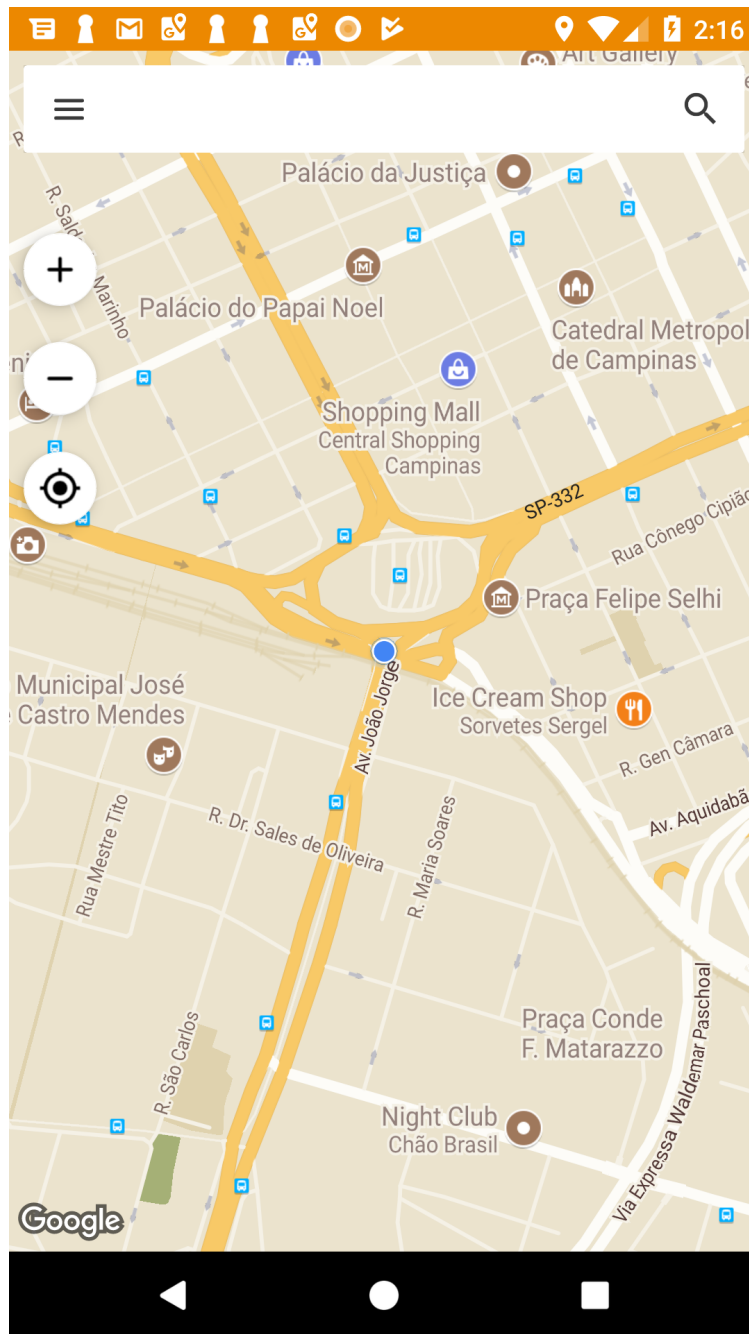 2:16
Art Gallery
Palácio da Justiça
Marinho
Palácio do Papai Noel
Catedral Metropol
de Campinas
Shopping Mall
Central Shopping
Campinas
SP-332
Rua Cônego Cipião
Praça Felipe Selhi
Municipal José
Castro Mendes
Av. João Jorge
Ice Cream Shop
Sorvetes Sergel
R. Gen Câmara
Av. Aquidabã
Rua Mestre Tito
R. Dr. Sales de Oliveira
R. Maria Soares
R. São Carlos
Praça Conde
F. Matarazzo
Via Expressa Waldemar Paschoal
Night Club
Chão Brasil
Google